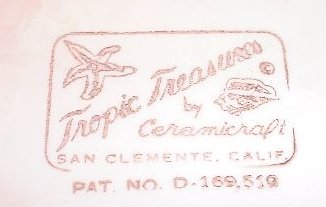 Tropic Treasures ©
by
Ceramicraft
SAN CLEMENTE, CALIF.
PAT. NO. D-169,519